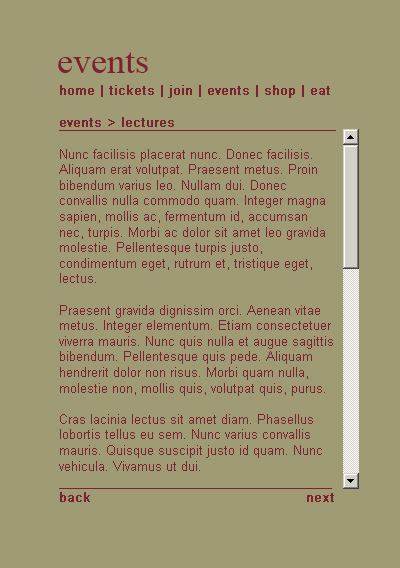 events
home | tickets | join | events | shop | eat
events > lectures
Nunc facilisis placerat nunc. Donec facilisis.
Aliquam erat volutpat. Praesent metus. Proin
bibendum varius leo. Nullam dui. Donec
convallis nulla commodo quam. Integer magna
sapien, mollis ac, fermentum id, accumsan
nec, turpis. Morbi ac dolor sit amet leo gravida
molestie. Pellentesque turpis justo,
condimentum eget, rutrum et, tristique eget,
lectus.
Praesent gravida dignissim orci. Aenean vitae
metus. Integer elementum. Etiam consectetuer
viverra mauris. Nunc quis nulla et augue sagittis
bibendum. Pellentesque quis pede. Aliquam
hendrerit dolor non risus. Morbi quam nulla,
molestie non, mollis quis, volutpat quis, purus.
Cras lacinia lectus sit amet diam. Phasellus
lobortis tellus eu sem. Nunc varius convallis
mauris. Quisque suscipit justo id quam. Nunc
vehicula. Vivamus ut dui.
back next